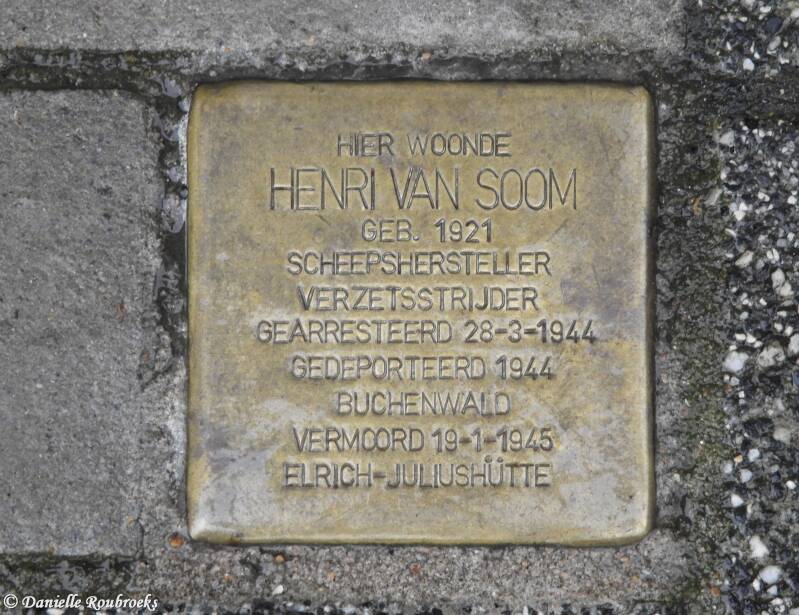 HIER WOONDE
HENRI VAN SOOM
GEB. 1921
SCHEEPSHERSTELLER
VERZETSSTRIJDER
GEARRESTEERD 28-3-1944
GEDEPORTEERD 1944
BUCHENWALD
VERMOORD 19-1-1945
ELRICH-JULIUSHÜTTE
© Danielle Roubroeks